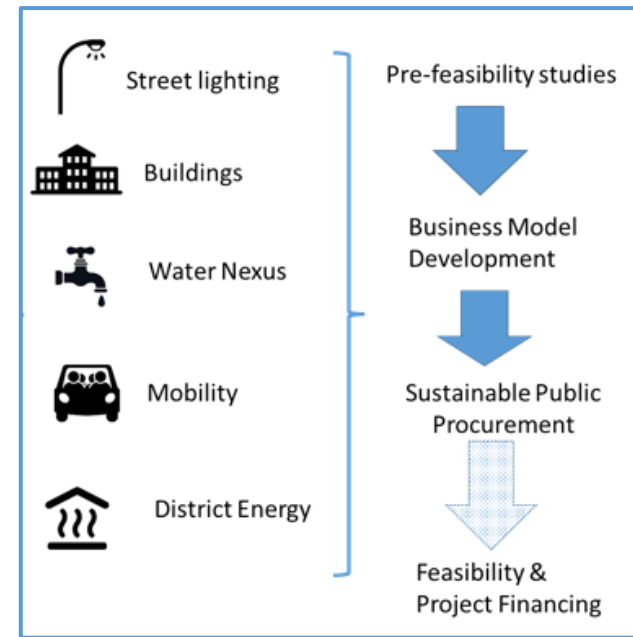 Street lighting
Buildings
Water Nexus
Mobility
District Energy
Pre-feasibility studies
Business Model
Development
Sustainable Public
Procurement
Feasibility &
Project Financing